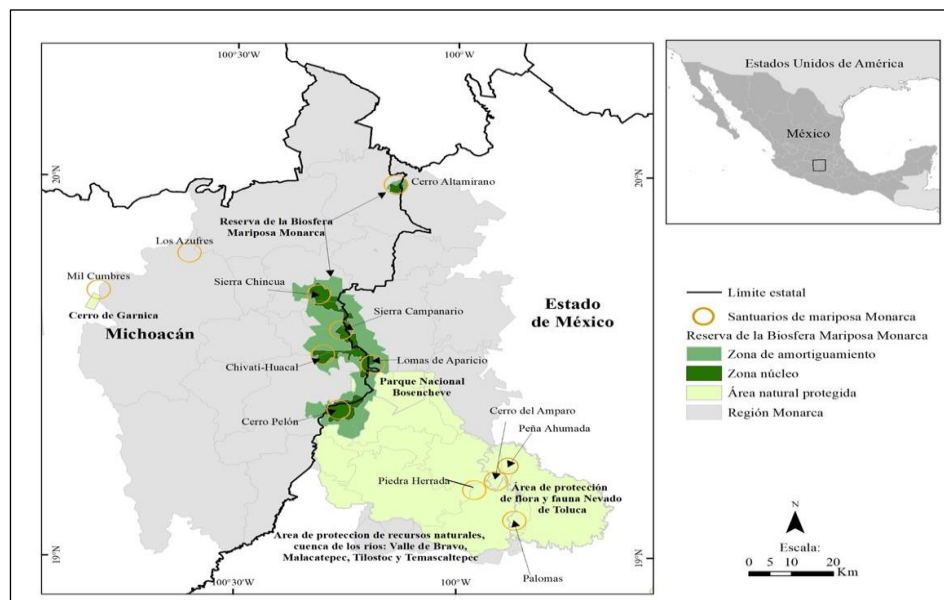 100°30'W
100°W
20°N
20°N
Cerro Altamirano
Reserva de la Biosfera
Mariposa Monarca
Los Azufres
Mil Cumbres
Sierra Chincua
Cerro de Garnica
Sierra Campanario
Estado
de México
Michoacán
Chivatí-Huacal
Lomas de Aparicio
Parque Nacional
Bosencheve
Cerro Pelón
Cerro del Amparo
Peña Ahumada
Piedra Herrada
Área de protección
de flora y fauna Nevado
de Toluca
Area de proteccion de recursos naturales,
cuenca de los ríos: Valle de Bravo,
Malacatepec, Tilostoc y Temascaltepec
Palomas
19°N
19°N
100°30'W
100°W
Estados Unidos de América
México
Límite estatal
Santuarios de mariposa Monarca
Reserva de la Biosfera Mariposa Monarca
Zona de amortiguamiento
Zona núcleo
Área natural protegida
Región Monarca
N
Escala:
0 5 10 20
Km